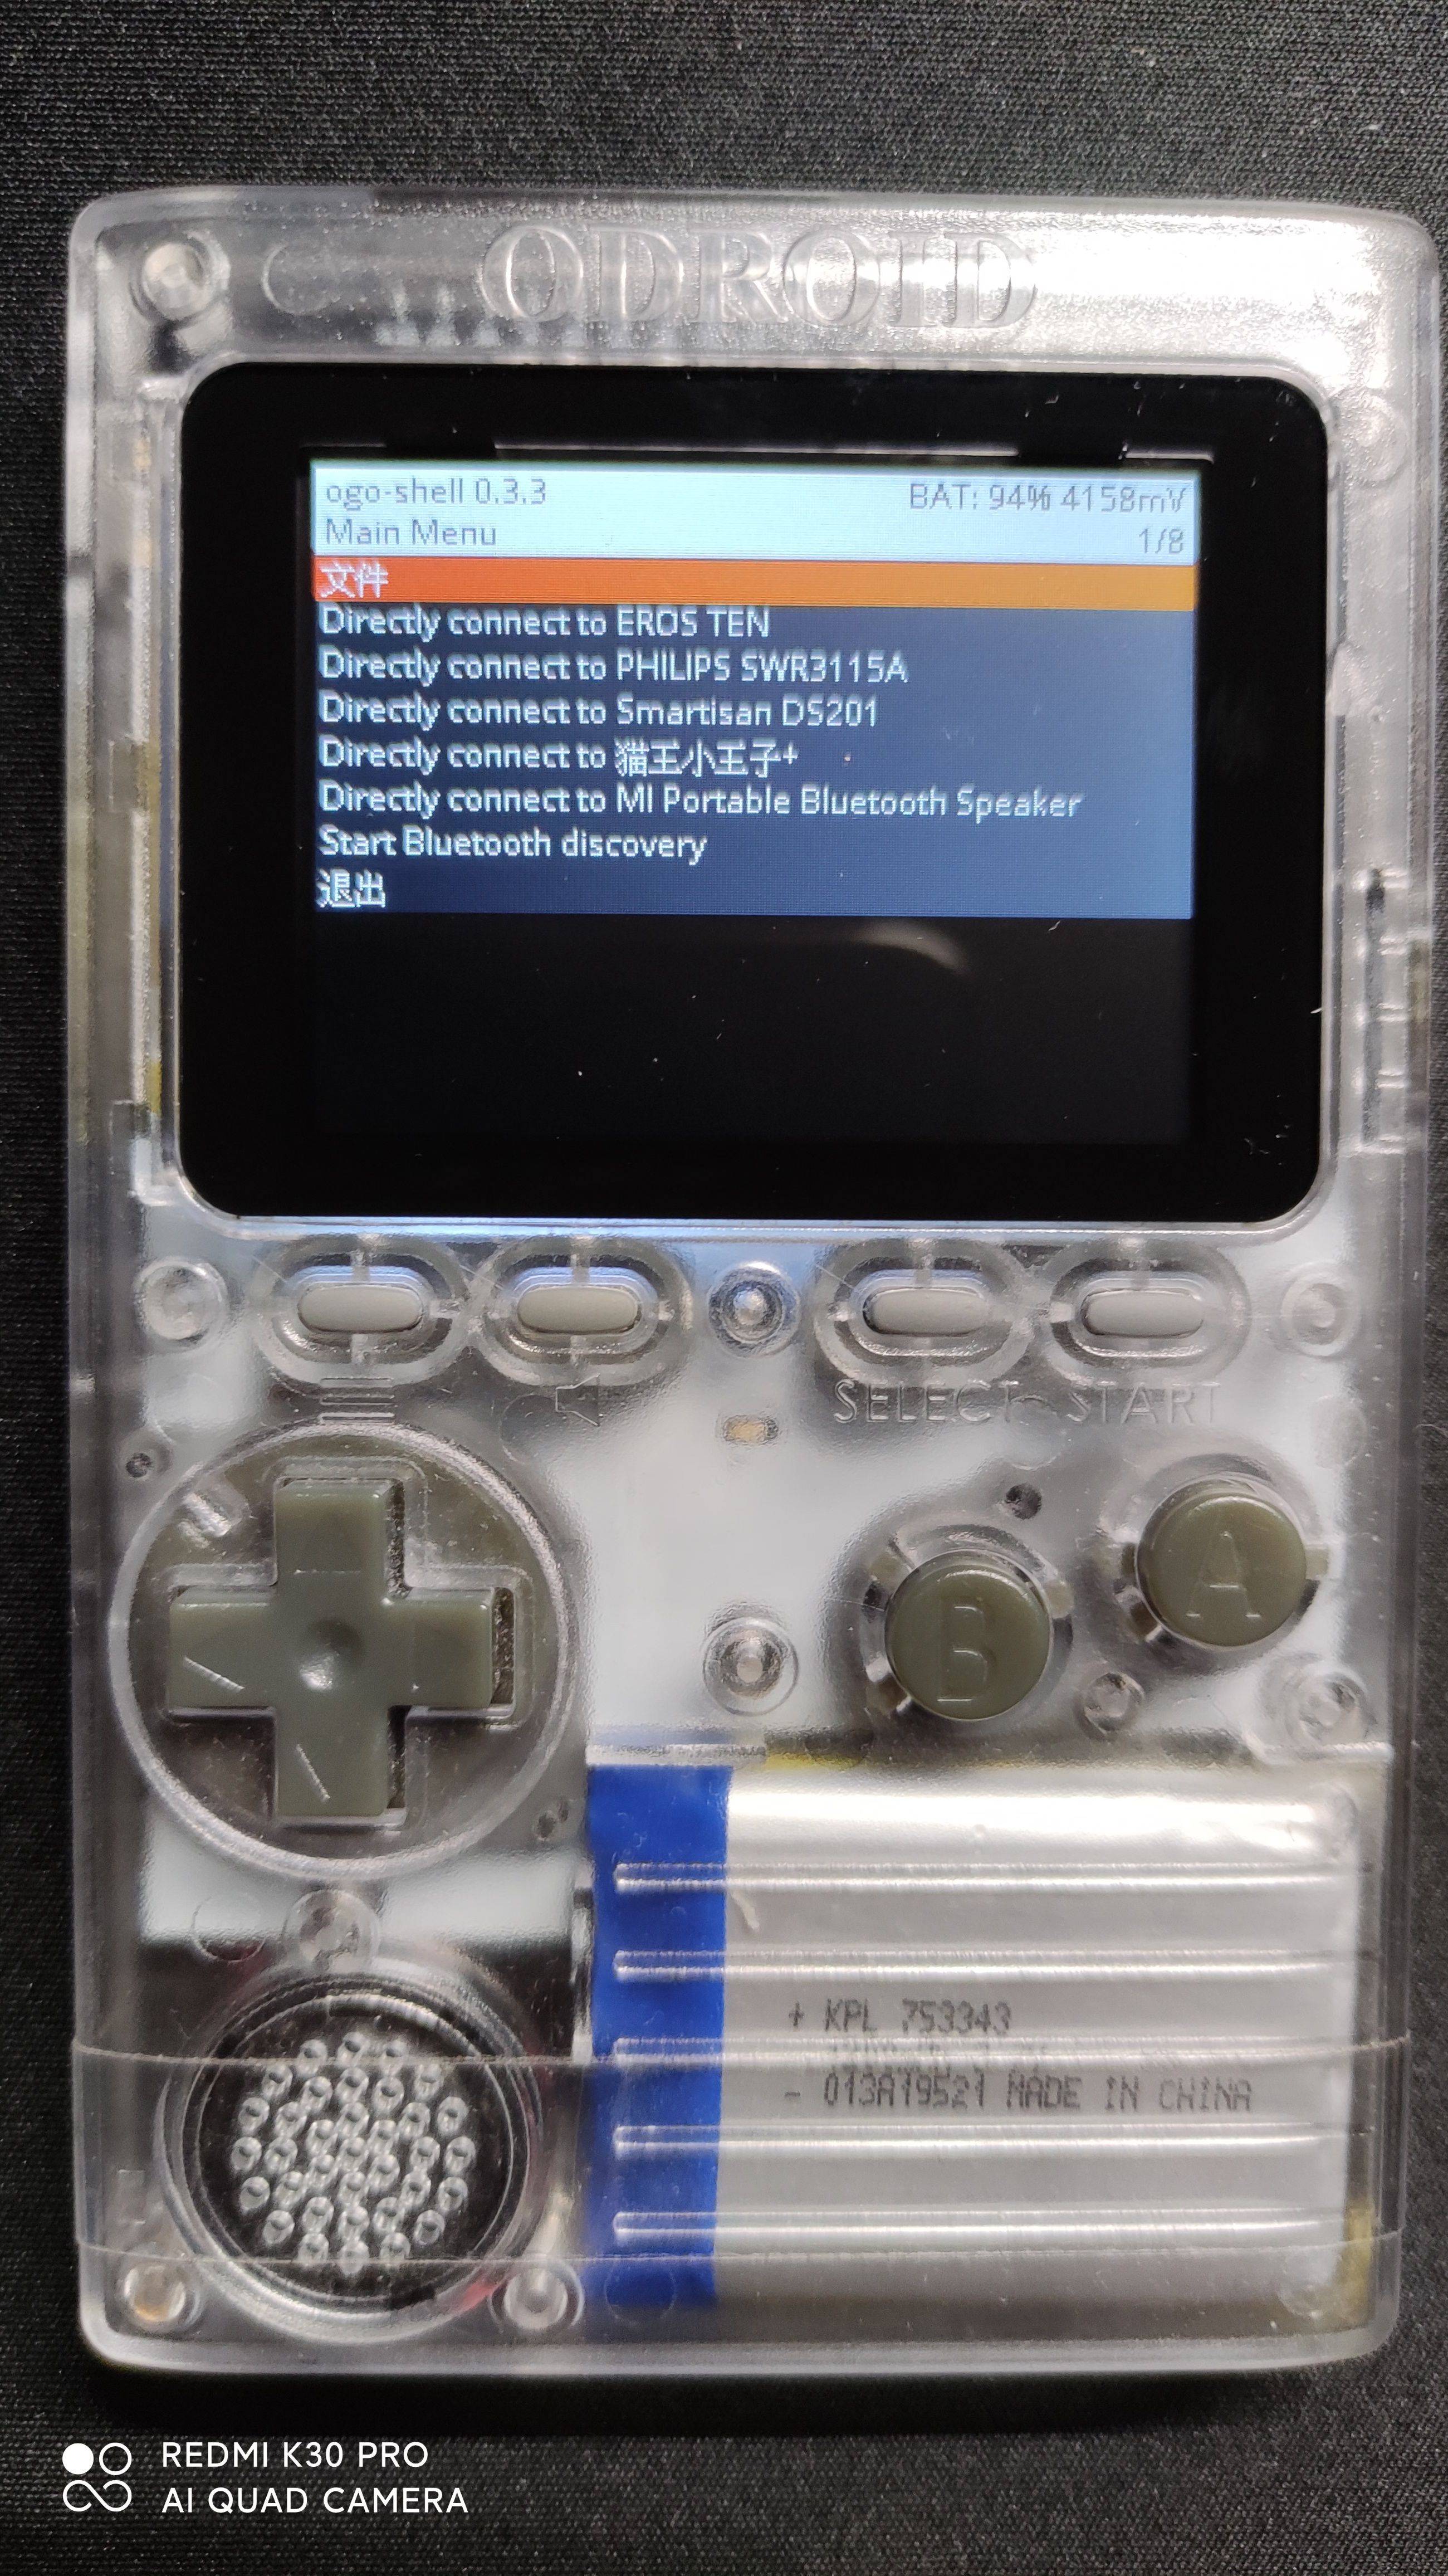 ODROID
ogo-shell 0.3.3
BAT: 94% 4158mV
Main Menu
1/8
文件
Directly connect to EROS TEN
Directly connect to PHILIPS SWR3115A
Directly connect to Smartisan DS201
Directly connect to 貓王小王子+
Directly connect to MI Portable Bluetooth Speaker
Start Bluetooth discovery
退出
SELECT START
A
B
+ KPL 753343
- 013A19521 MADE IN CHINA
REDMI K30 PRO
AI QUAD CAMERA